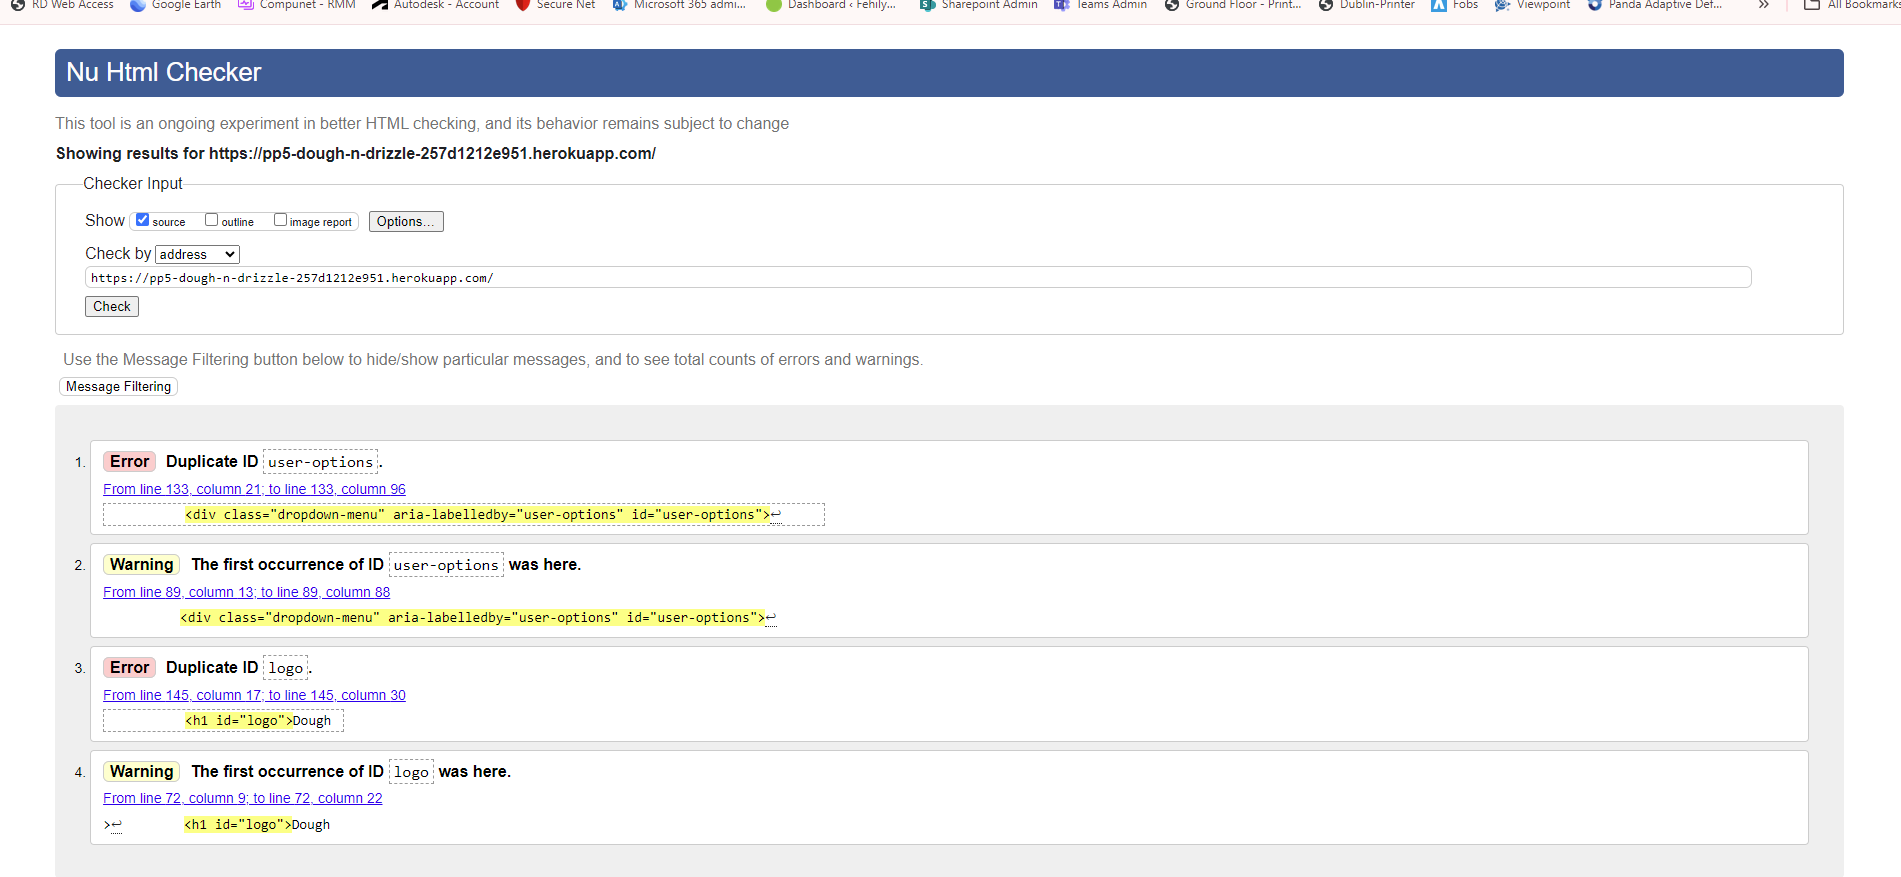 RD Web Access Google Earth Compunet - RMM Autodesk - Account Secure Net Microsoft 365 admi... Dashboard ‹ Fehily... Sharepoint Admin Teams Admin Ground Floor - Print... Dublin-Printer Fobs Viewpoint Panda Adaptive Def... » All Bookmarks
Nu Html Checker
This tool is an ongoing experiment in better HTML checking, and its behavior remains subject to change
Showing results for https://pp5-dough-n-drizzle-257d1212e951.herokuapp.com/
Checker Input
Show source outline image report Options...
Check by address
https://pp5-dough-n-drizzle-257d1212e951.herokuapp.com/
Check
Use the Message Filtering button below to hide/show particular messages, and to see total counts of errors and warnings.
Message Filtering
1. Error Duplicate ID user-options.
From line 133, column 21; to line 133, column 96
<div class="dropdown-menu" aria-labelledby="user-options" id="user-options">↩
2. Warning The first occurrence of ID user-options was here.
From line 89, column 13; to line 89, column 88
<div class="dropdown-menu" aria-labelledby="user-options" id="user-options">↩
3. Error Duplicate ID logo.
From line 145, column 17; to line 145, column 30
<h1 id="logo">Dough
4. Warning The first occurrence of ID logo was here.
From line 72, column 9; to line 72, column 22
>↩ <h1 id="logo">Dough